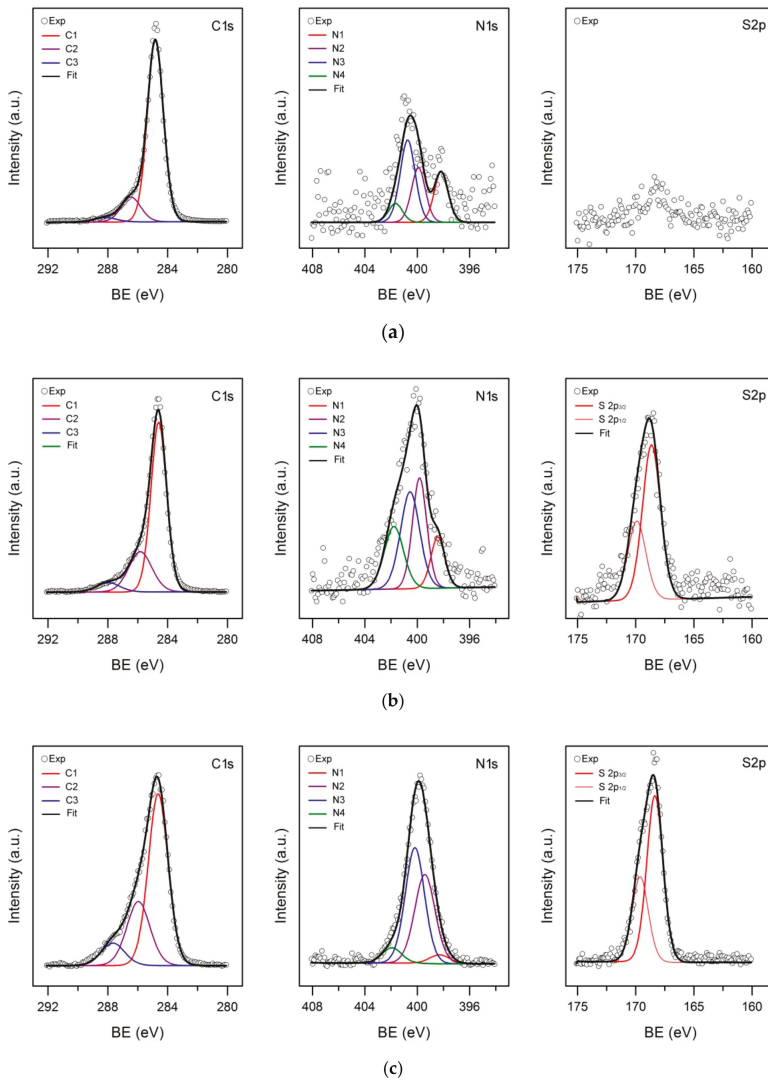 C1s
Exp
C1
C2
C3
Fit
Intensity (a.u.)
292 288 284 280
BE (eV)
N1s
Exp
N1
N2
N3
N4
Fit
Intensity (a.u.)
408 404 400 396
BE (eV)
S2p
Exp
Intensity (a.u.)
175 170 165 160
BE (eV)
(a)
C1s
Exp
C1
C2
C3
Fit
Intensity (a.u.)
292 288 284 280
BE (eV)
N1s
Exp
N1
N2
N3
N4
Fit
Intensity (a.u.)
408 404 400 396
BE (eV)
S2p
Exp
S 2p3/2
S 2p1/2
Fit
Intensity (a.u.)
175 170 165 160
BE (eV)
(b)
C1s
Exp
C1
C2
C3
Fit
Intensity (a.u.)
292 288 284 280
BE (eV)
N1s
Exp
N1
N2
N3
N4
Fit
Intensity (a.u.)
408 404 400 396
BE (eV)
S2p
Exp
S 2p3/2
S 2p1/2
Fit
Intensity (a.u.)
175 170 165 160
BE (eV)
(c)